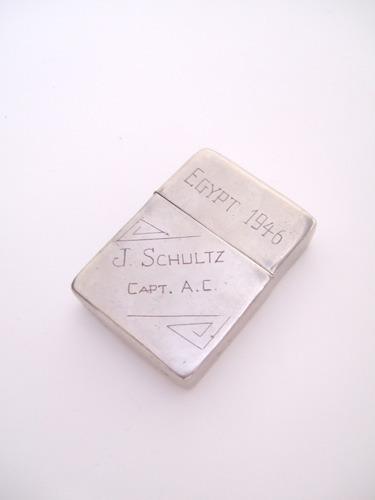 EGYPT 1946
J. SCHULTZ
CAPT. A.C.